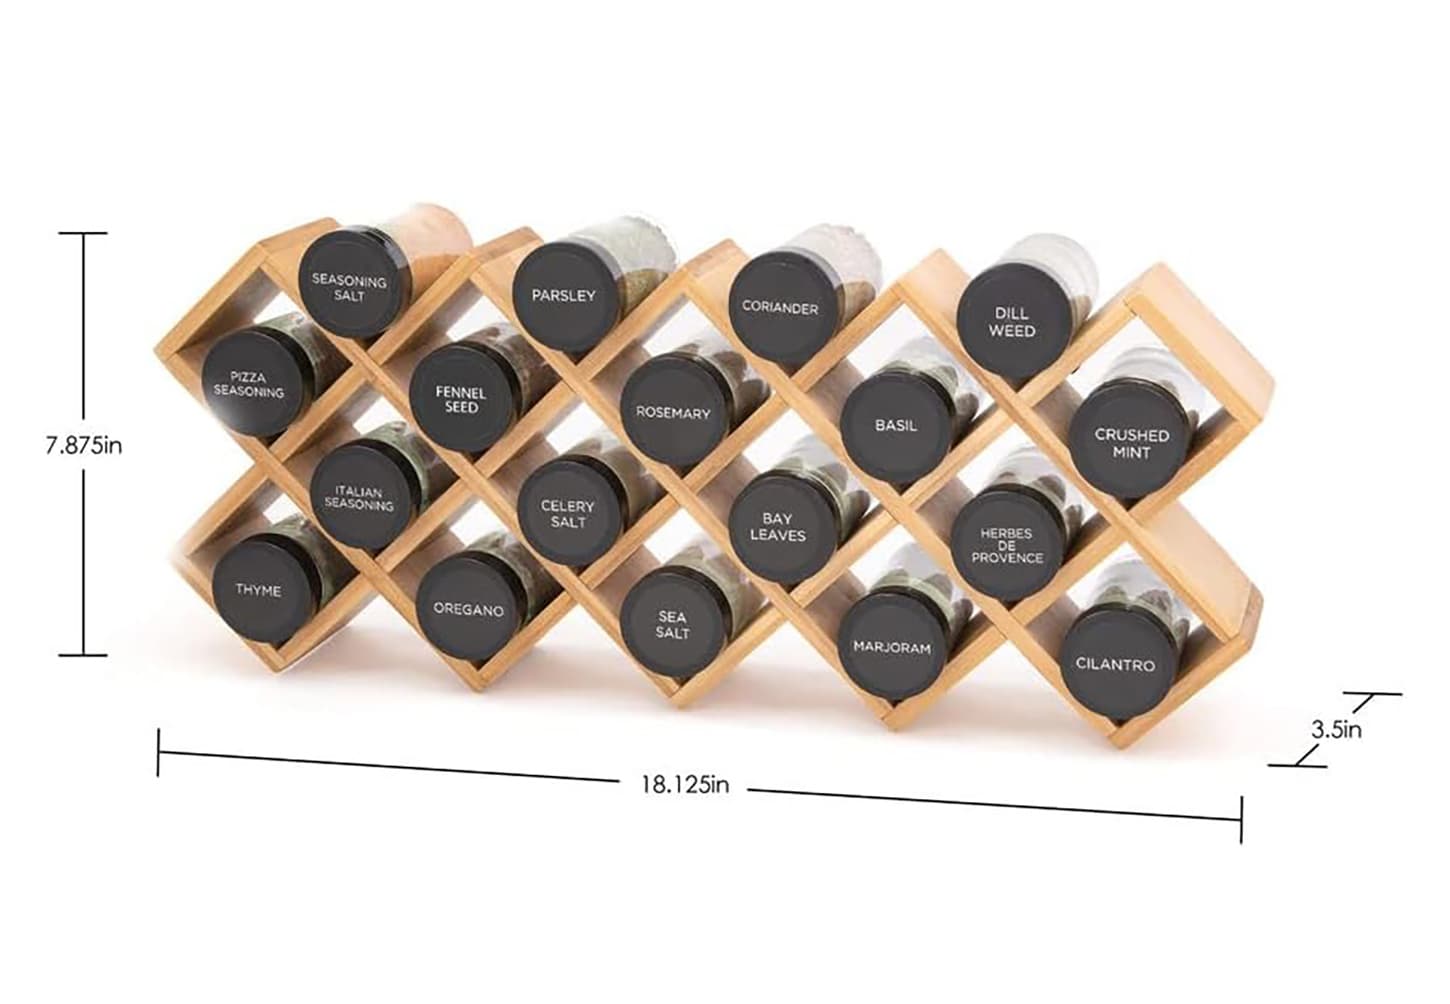 SEASONING
SALT
PARSLEY
CORIANDER
DILL
WEED
PIZZA
SEASONING
FENNEL
SEED
ROSEMARY
BASIL
CRUSHED
MINT
ITALIAN
SEASONING
CELERY
SALT
BAY
LEAVES
HERBES
DE
PROVENCE
THYME
OREGANO
SEA
SALT
MARJORAM
CILANTRO
7.875in
18.125in
3.5in